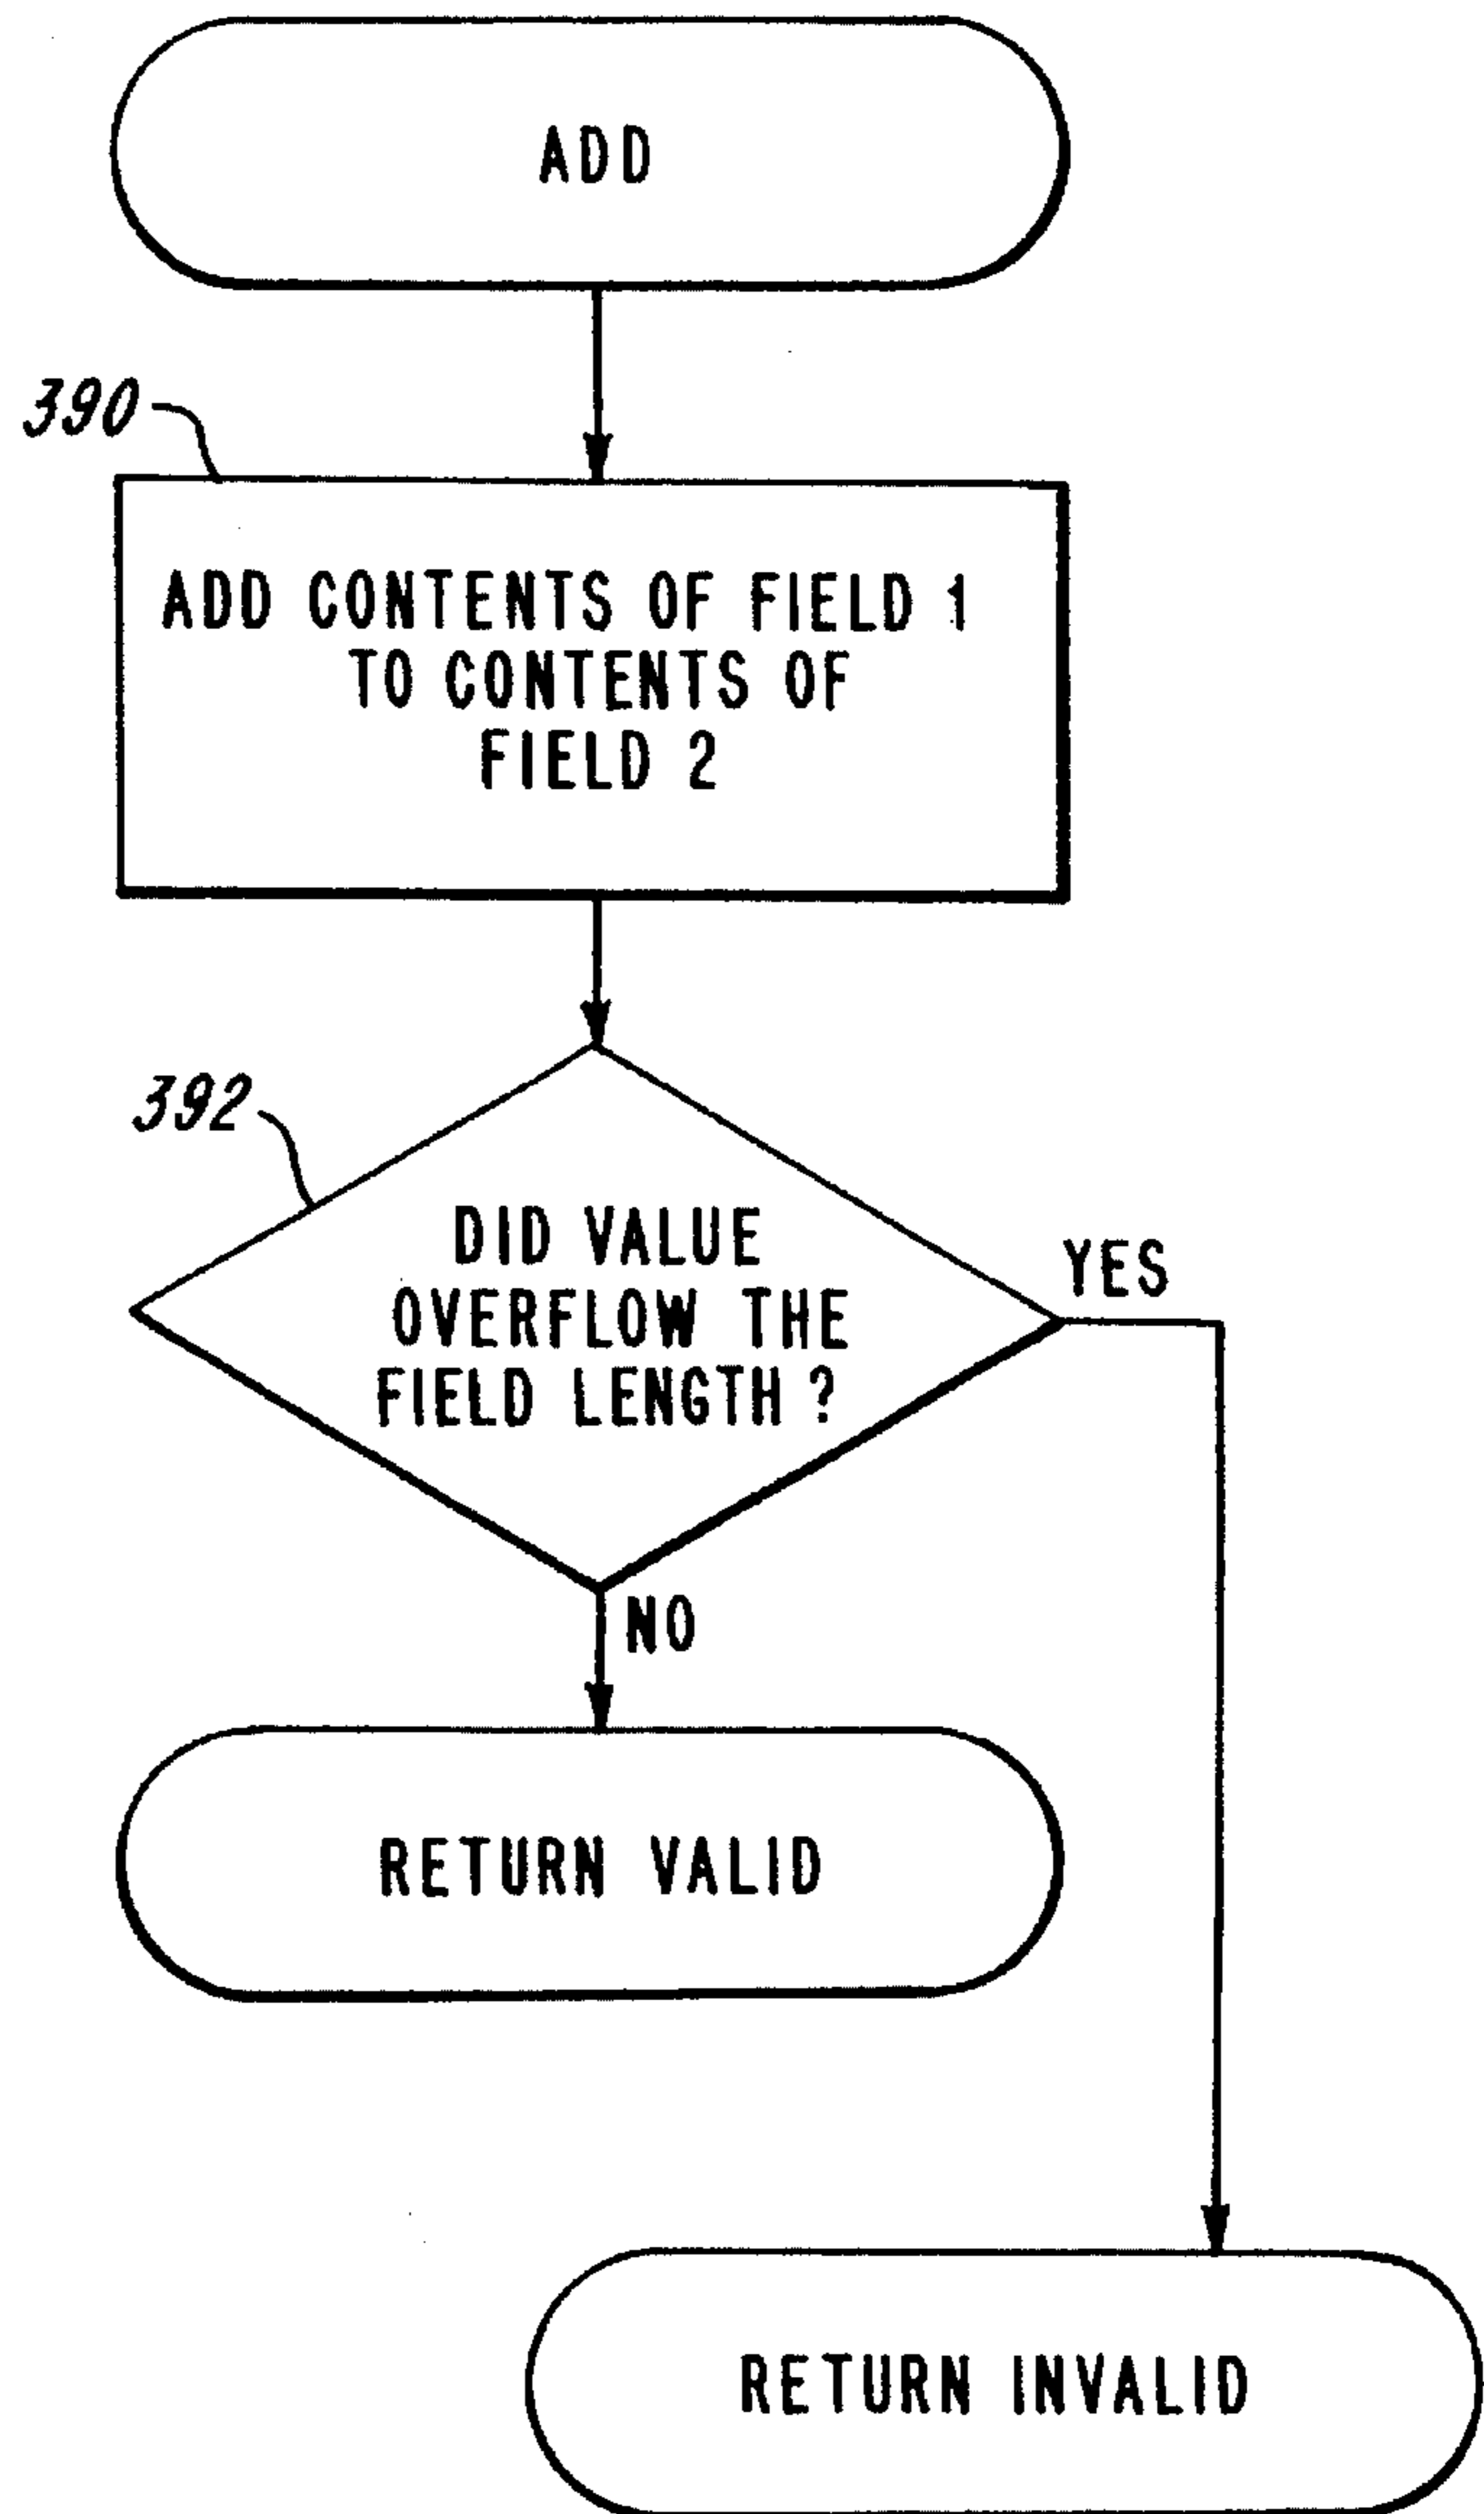 ADD
390
ADD CONTENTS OF FIELD 1
TO CONTENTS OF
FIELD 2
392
DID VALUE
OVERFLOW THE
FIELD LENGTH ?
YES
NO
RETURN VALID
RETURN INVALID